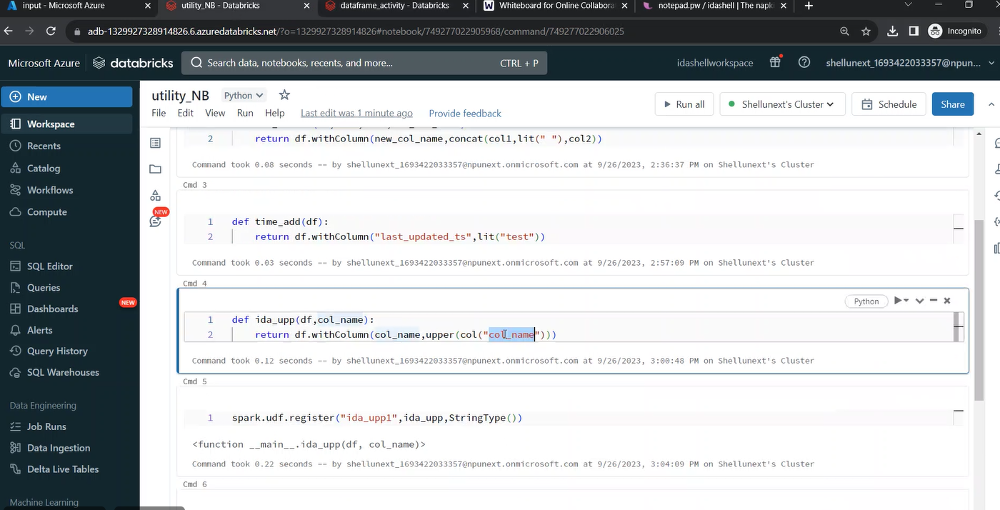 input - Microsoft Azure
utility_NB - Databricks
dataframe_activity - Databricks
Whiteboard for Online Collabora
notepad.pw / idashell | The napki
adb-1329927328914826.6.azuredatabricks.net/?o=1329927328914826#notebook/749277022905968/command/749277022906025
Incognito
Microsoft Azure
databricks
Search data, notebooks, recents, and more...
CTRL + P
idashellworkspace
shellunext_1693422033357@npun...
New
Workspace
Recents
Catalog
Workflows
Compute
SQL
SQL Editor
Queries
Dashboards
NEW
Alerts
Query History
SQL Warehouses
Data Engineering
Job Runs
Data Ingestion
Delta Live Tables
Machine Learning
utility_NB
Python
File Edit View Run Help
Last edit was 1 minute ago
Provide feedback
Run all
Shellunext's Cluster
Schedule
Share
NEW
2 return df.withColumn(new_col_name,concat(col1,lit(" "),col2))
Command took 0.08 seconds -- by shellunext_1693422033357@npunext.onmicrosoft.com at 9/26/2023, 2:36:37 PM on Shellunext's Cluster
Cmd 3
1 def time_add(df):
2 return df.withColumn("last_updated_ts",lit("test"))
Command took 0.03 seconds -- by shellunext_1693422033357@npunext.onmicrosoft.com at 9/26/2023, 2:57:09 PM on Shellunext's Cluster
Cmd 4
Python
1 def ida_upp(df,col_name):
2 return df.withColumn(col_name,upper(col("col_name")))
Command took 0.12 seconds -- by shellunext_1693422033357@npunext.onmicrosoft.com at 9/26/2023, 3:00:48 PM on Shellunext's Cluster
Cmd 5
1 spark.udf.register("ida_upp1",ida_upp,StringType())
<function __main__.ida_upp(df, col_name)>
Command took 0.22 seconds -- by shellunext_1693422033357@npunext.onmicrosoft.com at 9/26/2023, 3:04:09 PM on Shellunext's Cluster
Cmd 6